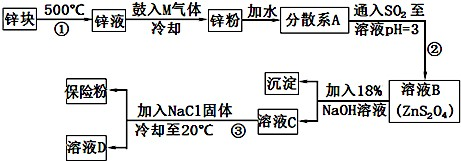 锌块
500℃
①
锌液
鼓入M气体
冷却
锌粉
加水
分散系A
通入SO₂至
溶液pH=3
②
溶液B
(ZnS₂O₄)
加入18%
NaOH溶液
沉淀
溶液C
加入NaCl固体
冷却至20℃
③
保险粉
溶液D